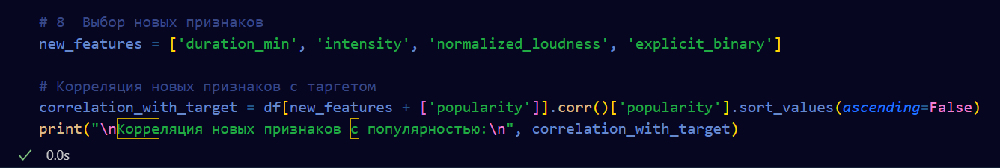 # 8  Выбор новых признаков
new_features = ['duration_min', 'intensity', 'normalized_loudness', 'explicit_binary']
# Корреляция новых признаков с таргетом
correlation_with_target = df[new_features + ['popularity']].corr()['popularity'].sort_values(ascending=False)
print("\nКорреляция новых признаков с популярностью:\n", correlation_with_target)
0.0s